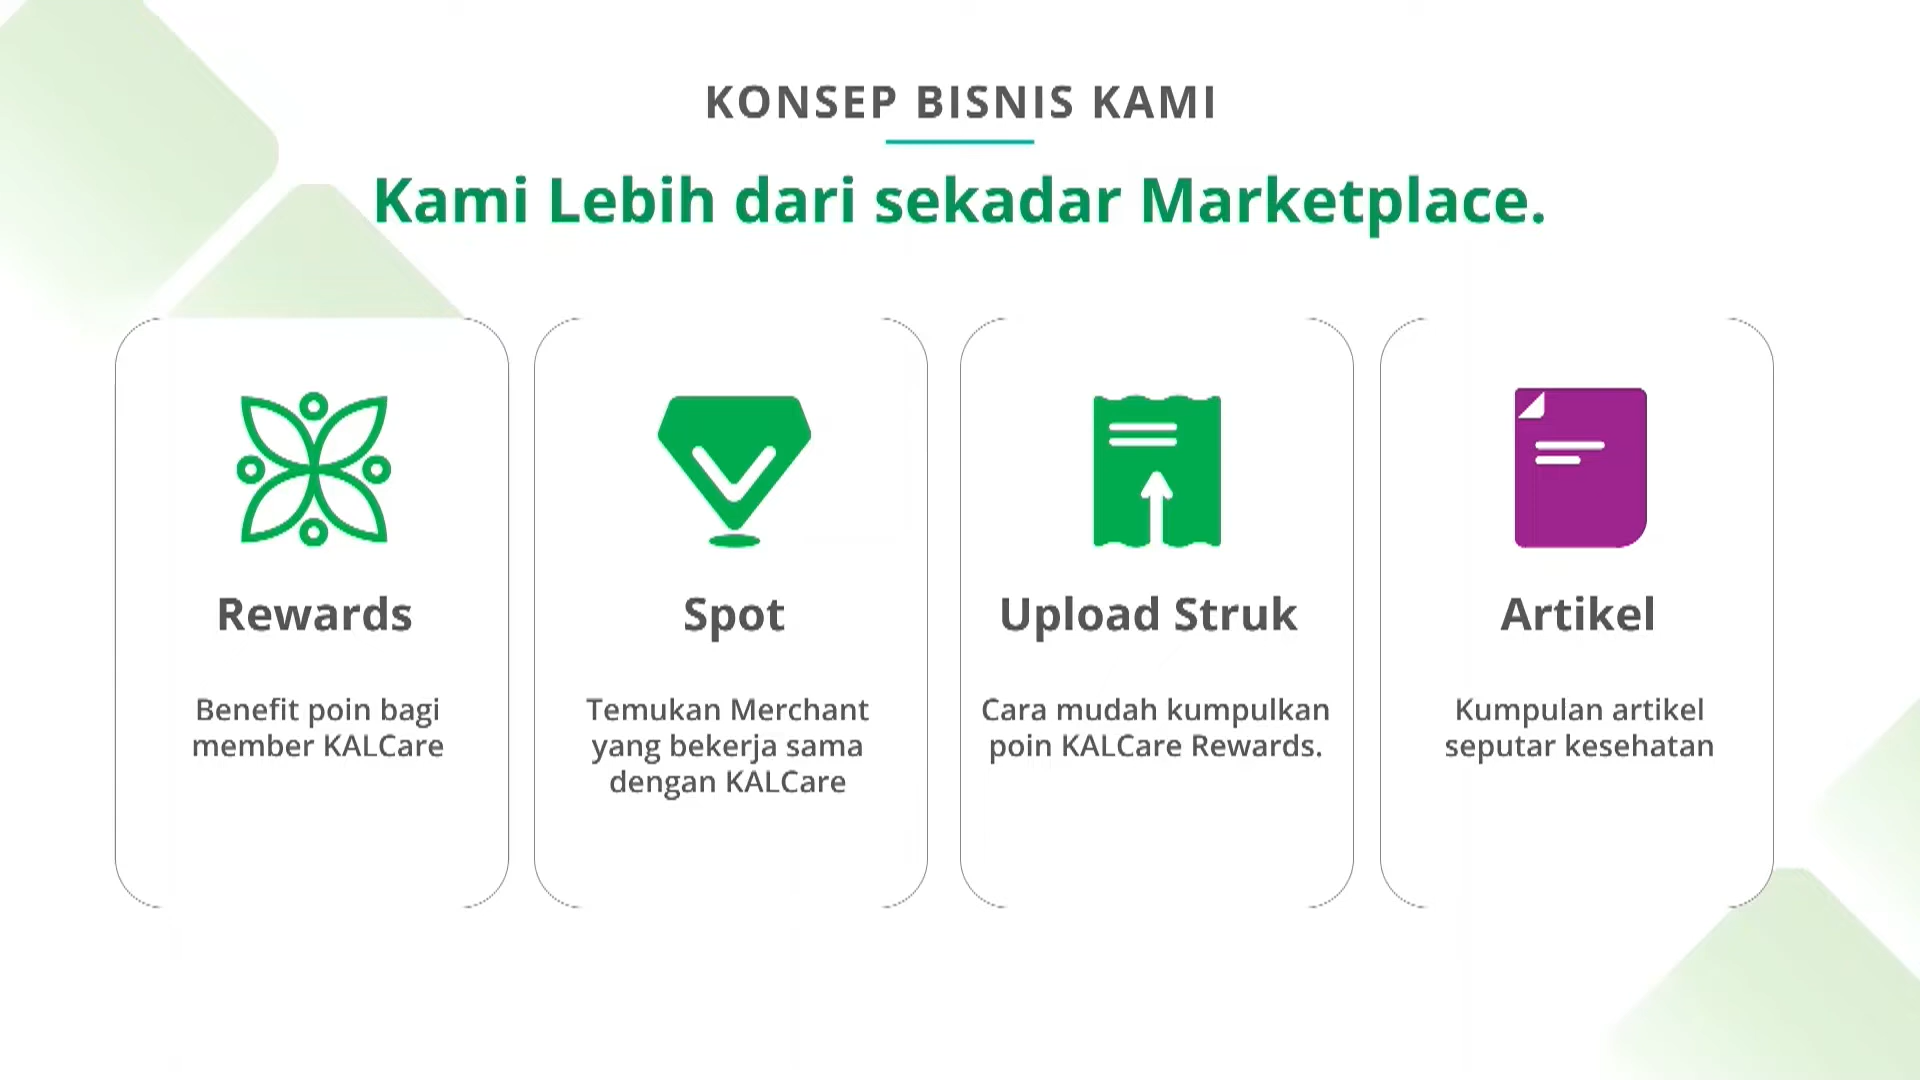 KONSEP BISNIS KAMI
Kami Lebih dari sekadar Marketplace.
Rewards
Benefit poin bagi
member KALCare
Spot
Temukan Merchant
yang bekerja sama
dengan KALCare
Upload Struk
Cara mudah kumpulkan
poin KALCare Rewards.
Artikel
Kumpulan artikel
seputar kesehatan